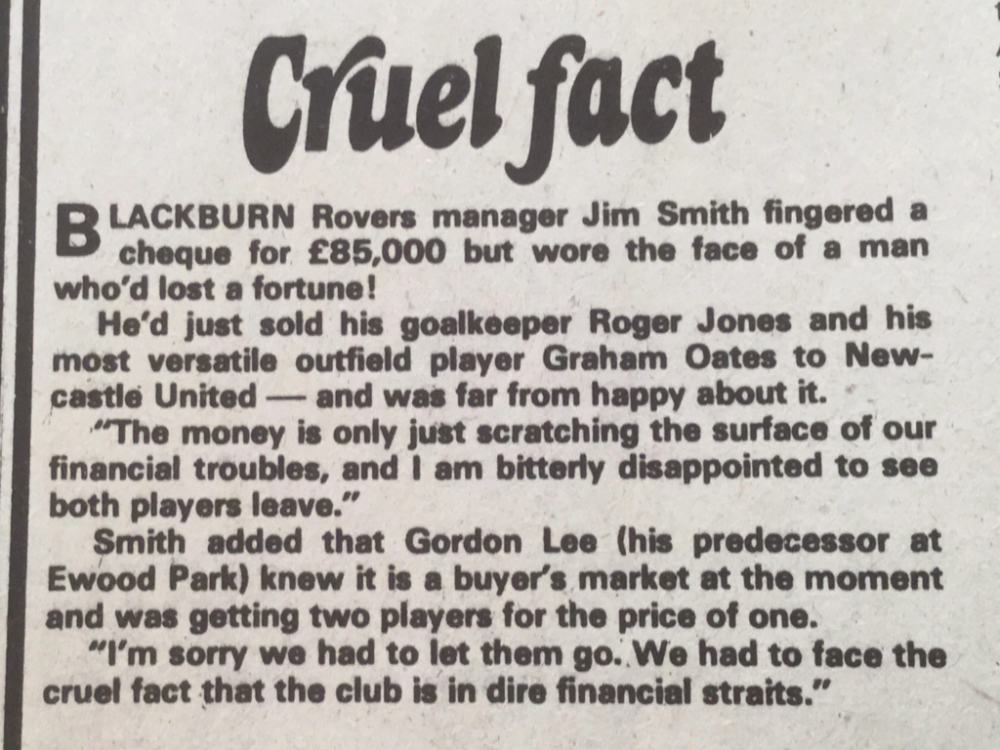 Cruel fact
BLACKBURN Rovers manager Jim Smith fingered a
cheque for £85,000 but wore the face of a man
who'd lost a fortune!
He'd just sold his goalkeeper Roger Jones and his
most versatile outfield player Graham Oates to New-
castle United — and was far from happy about it.
"The money is only just scratching the surface of our
financial troubles, and I am bitterly disappointed to see
both players leave."
Smith added that Gordon Lee (his predecessor at
Ewood Park) knew it is a buyer's market at the moment
and was getting two players for the price of one.
"I'm sorry we had to let them go. We had to face the
cruel fact that the club is in dire financial straits."